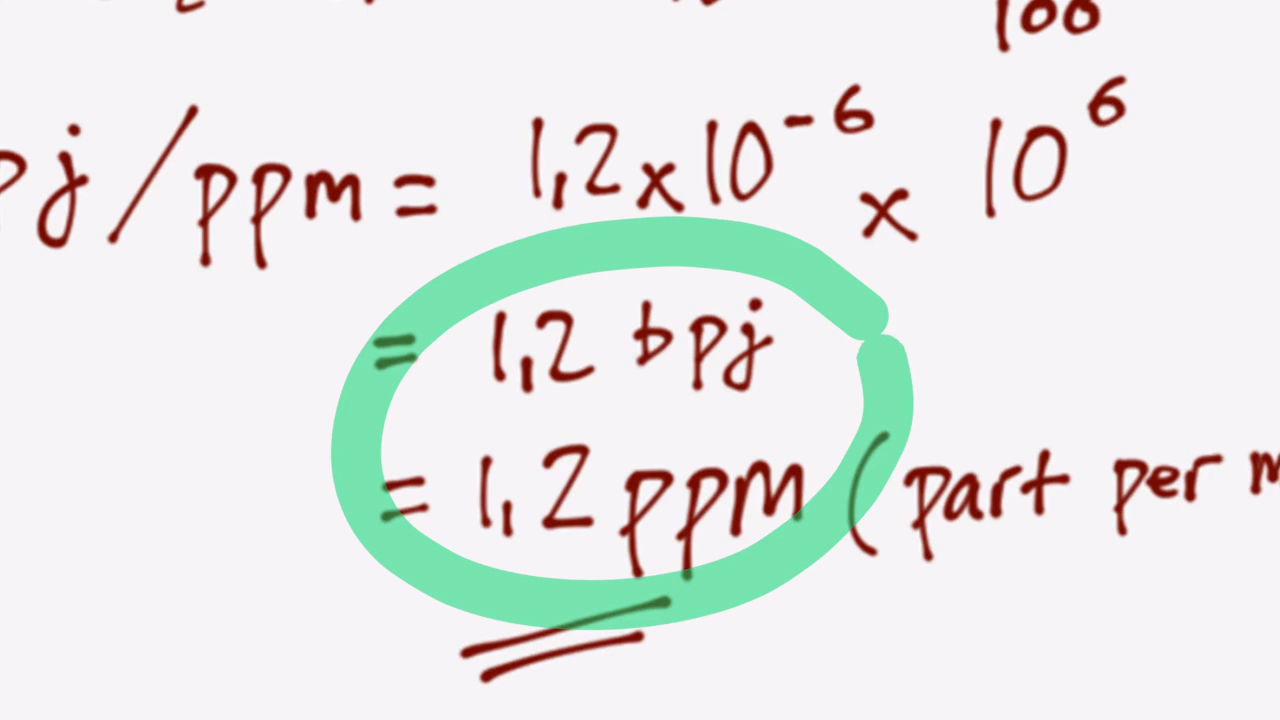 100
pj/ppm = 1,2 x 10⁻⁶ x 10⁶
= 1,2 bpj
= 1,2 ppm (part per m